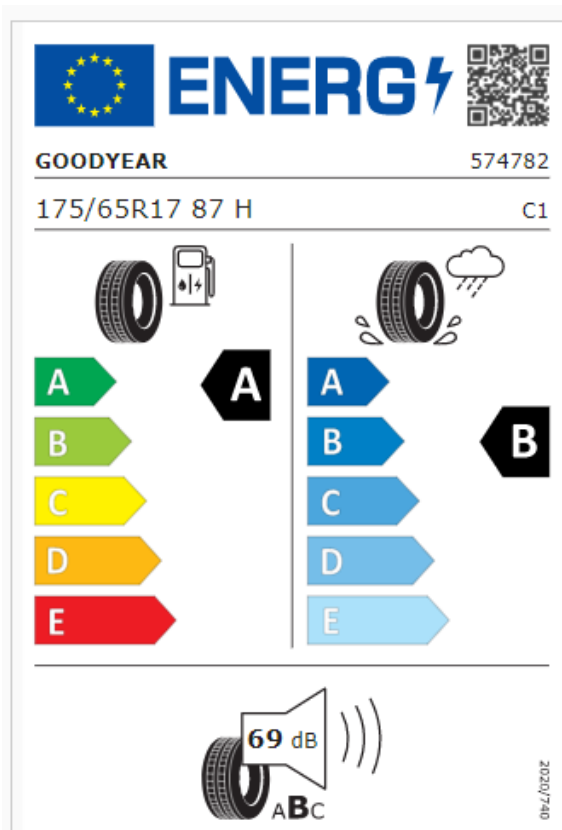 ENERG
GOODYEAR 574782
175/65R17 87 H C1
A A A
B B B
C C
D D
E E
69 dB
ABC
2020/740